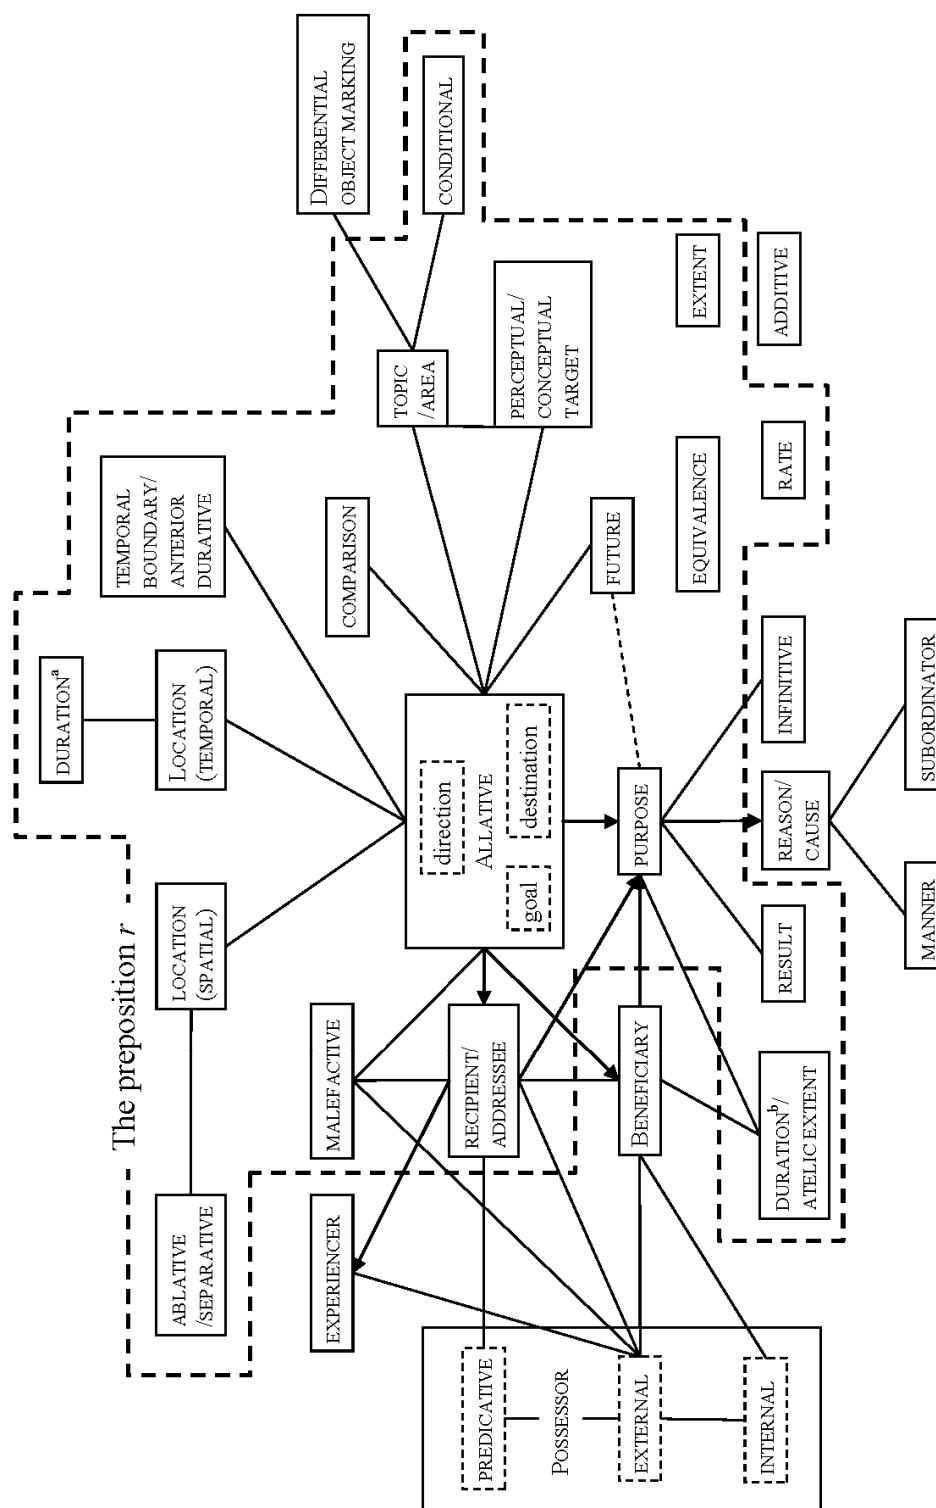 The preposition r
DURATIONᵃ
ABLATIVE
/SEPARATIVE
LOCATION
(SPATIAL)
LOCATION
(TEMPORAL)
TEMPORAL
BOUNDARY/
ANTERIOR
DURATIVE
DIFFERENTIAL
OBJECT MARKING
EXPERIENCER
MALEFACTIVE
COMPARISON
TOPIC
/AREA
CONDITIONAL
PREDICATIVE
RECIPIENT/
ADDRESSEE
direction
ALLATIVE
goal
destination
PERCEPTUAL/
CONCEPTUAL
TARGET
POSSESSOR
EXTERNAL
BENEFICIARY
PURPOSE
FUTURE
EQUIVALENCE
EXTENT
INTERNAL
DURATIONᵇ/
ATELIC EXTENT
RESULT
REASON/
CAUSE
INFINITIVE
RATE
ADDITIVE
MANNER
SUBORDINATOR